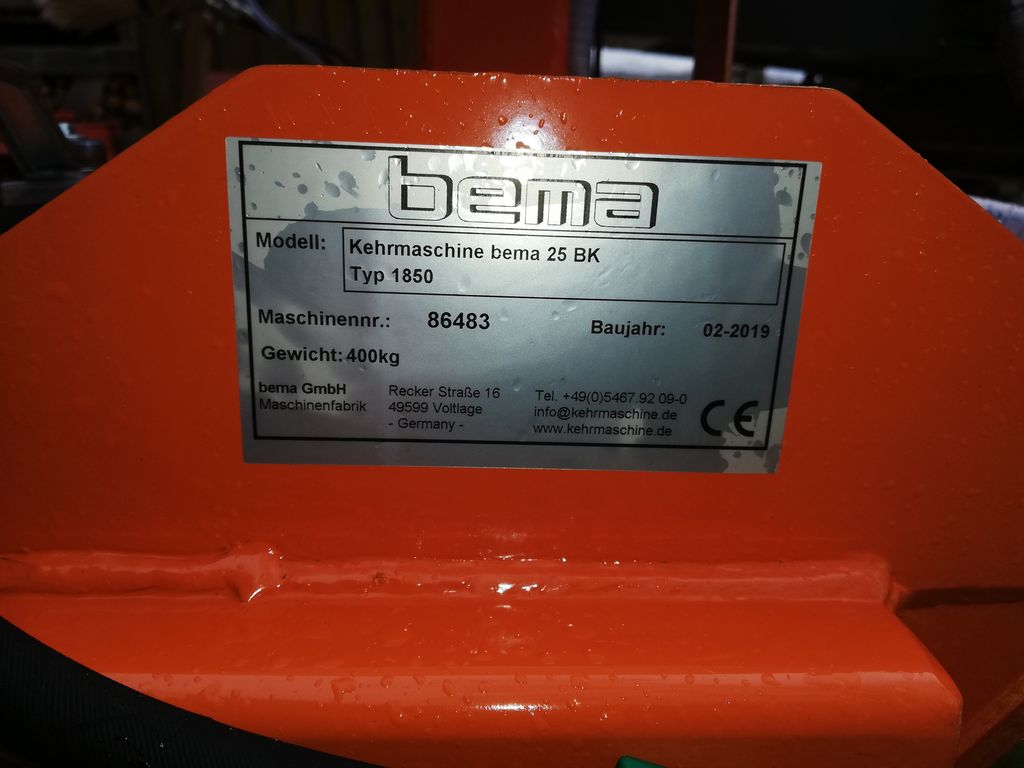 bema
Modell: Kehrmaschine bema 25 BK
Typ 1850
Maschinennr.: 86483 Baujahr: 02-2019
Gewicht: 400kg
bema GmbH Recker Straße 16 Tel. +49(0)5467.92 09-0
Maschinenfabrik 49599 Voltlage info@kehrmaschine.de
- Germany - www.kehrmaschine.de
CE